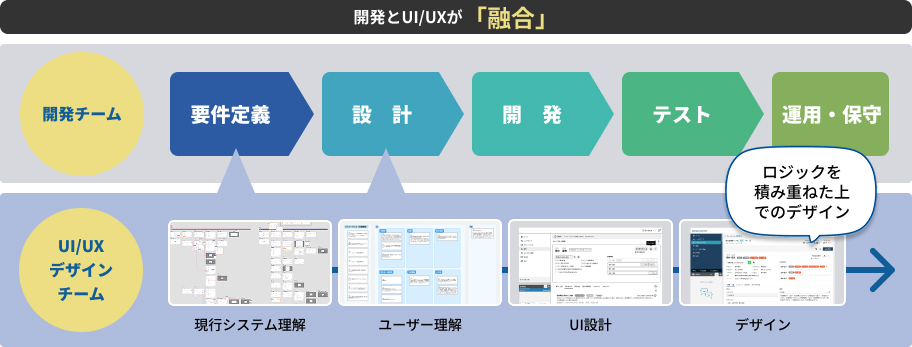 開発とUI/UXが「融合」
開発チーム
要件定義
設 計
開 発
テスト
運用・保守
ロジックを
積み重ねた上
でのデザイン
UI/UX
デザイン
チーム
現行システム理解
ユーザー理解
UI設計
デザイン